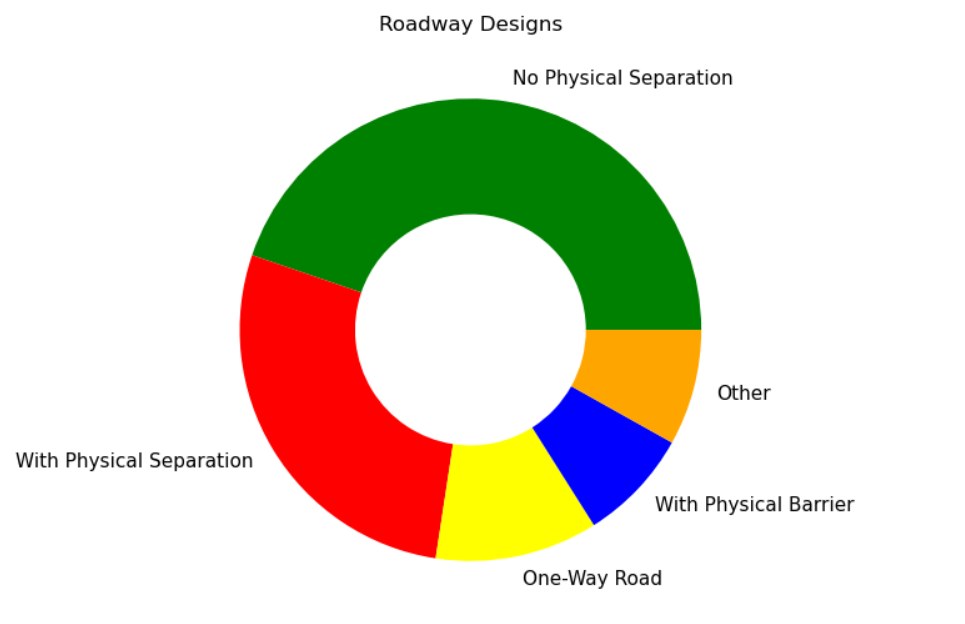 Roadway Designs
No Physical Separation
Other
With Physical Separation
With Physical Barrier
One-Way Road